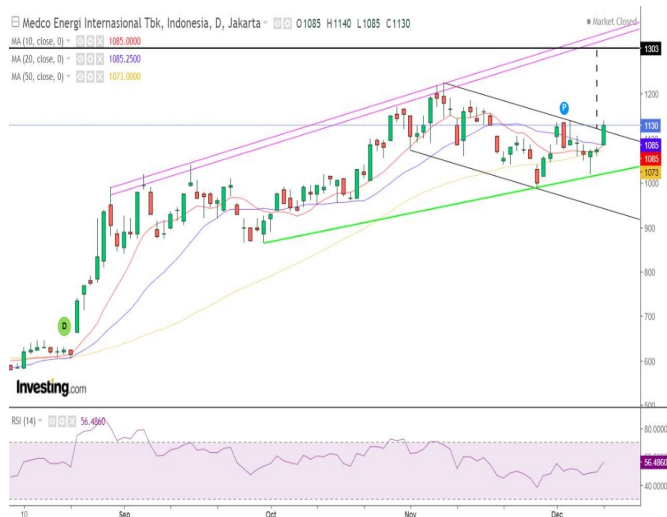 Medco Energi Internasional Tbk, Indonesia, D, Jakarta O1085 H1140 L1085 C1130
Market Closed
MA (10, close, 0) 1085.0000
MA (20, close, 0) 1085.2500
MA (50, close, 0) 1073.0000
1303
1200
1130
1085
1085
1073
1000
900
800
700
600
500
P
D
Investing.com
RSI (14) 56.4860
80.0000
56.4860
40.0000
10 Sep Oct Nov Dec